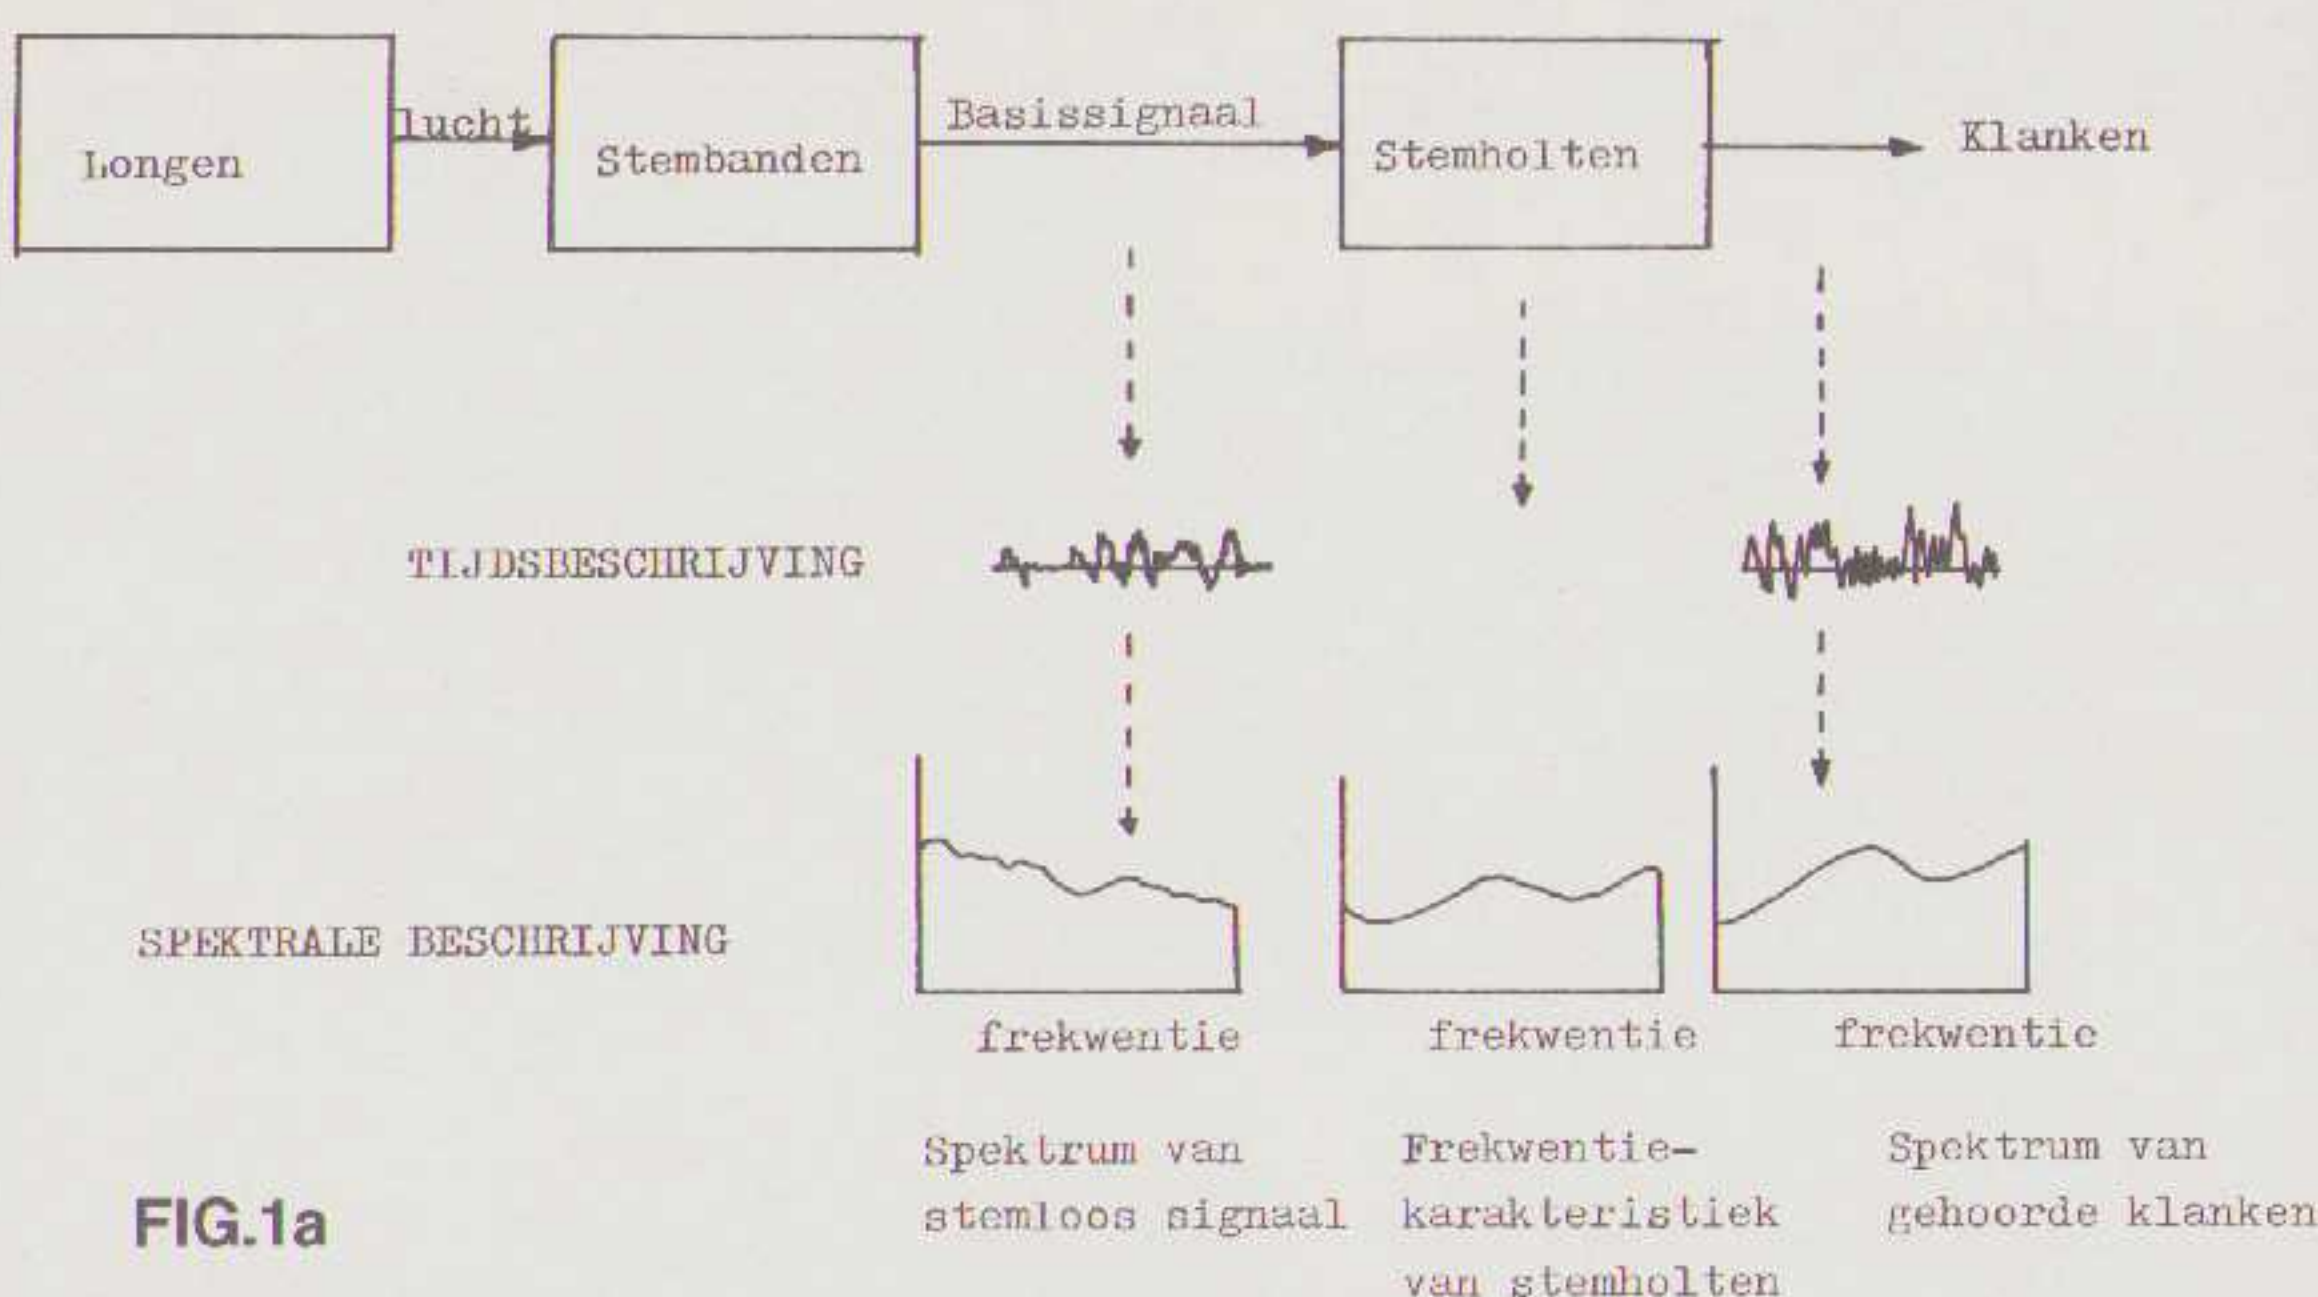 Longen
lucht
Stembanden
Basissignaal
Stemholten
Klanken
TIJDSBESCHRIJVING
SPEKTRALE BESCHRIJVING
frekwentie
frekwentie
frekwentie
Spektrum van
stemloos signaal
Frekwentie-
karakteristiek
van stemholten
Spektrum van
gehoorde klanken
FIG.1a